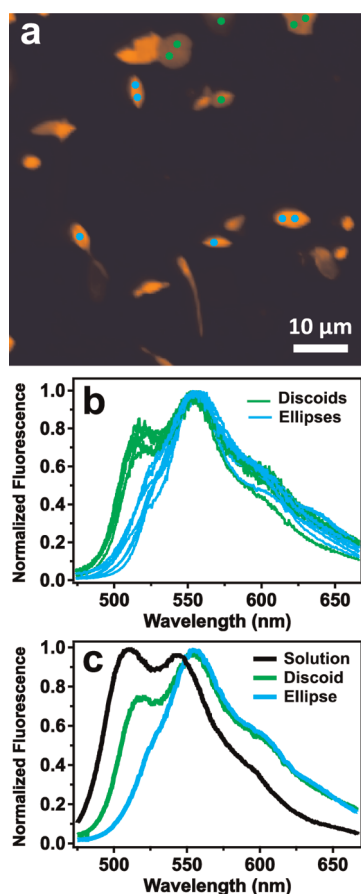 a
10 µm
b
Discoids
Ellipses
Normalized Fluorescence
1.0
0.8
0.6
0.4
0.2
0.0
500 550 600 650
Wavelength (nm)
c
Solution
Discoid
Ellipse
Normalized Fluorescence
1.0
0.8
0.6
0.4
0.2
0.0
500 550 600 650
Wavelength (nm)